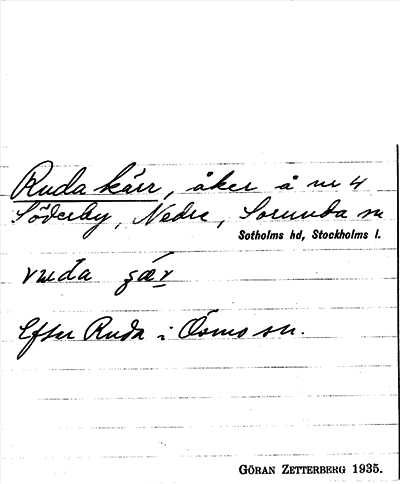 Ruda kärr, åker å nr 4
Söderby, Nedre, Sorunda sn
Sotholms hd, Stockholms l.
ruda
Efter Ruda i Ösmo sn.
GÖRAN ZETTERBERG 1935.